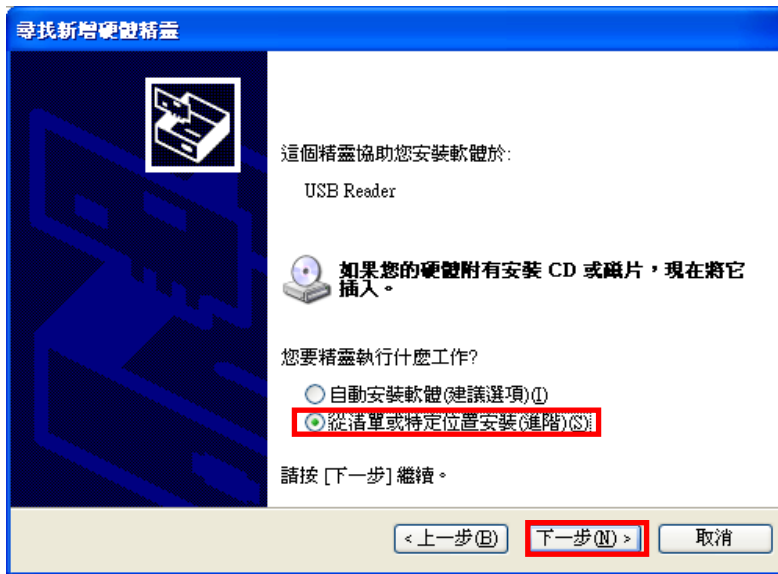 尋找新增硬體精靈
這個精靈協助您安裝軟體於:
USB Reader
如果您的硬體附有安裝 CD 或磁片，現在將它
插入。
您要精靈執行什麼工作?
自動安裝軟體(建議選項)(I)
從清單或特定位置安裝(進階)(S)
請按 [下一步] 繼續。
< 上一步(B)
下一步(N) >
取消